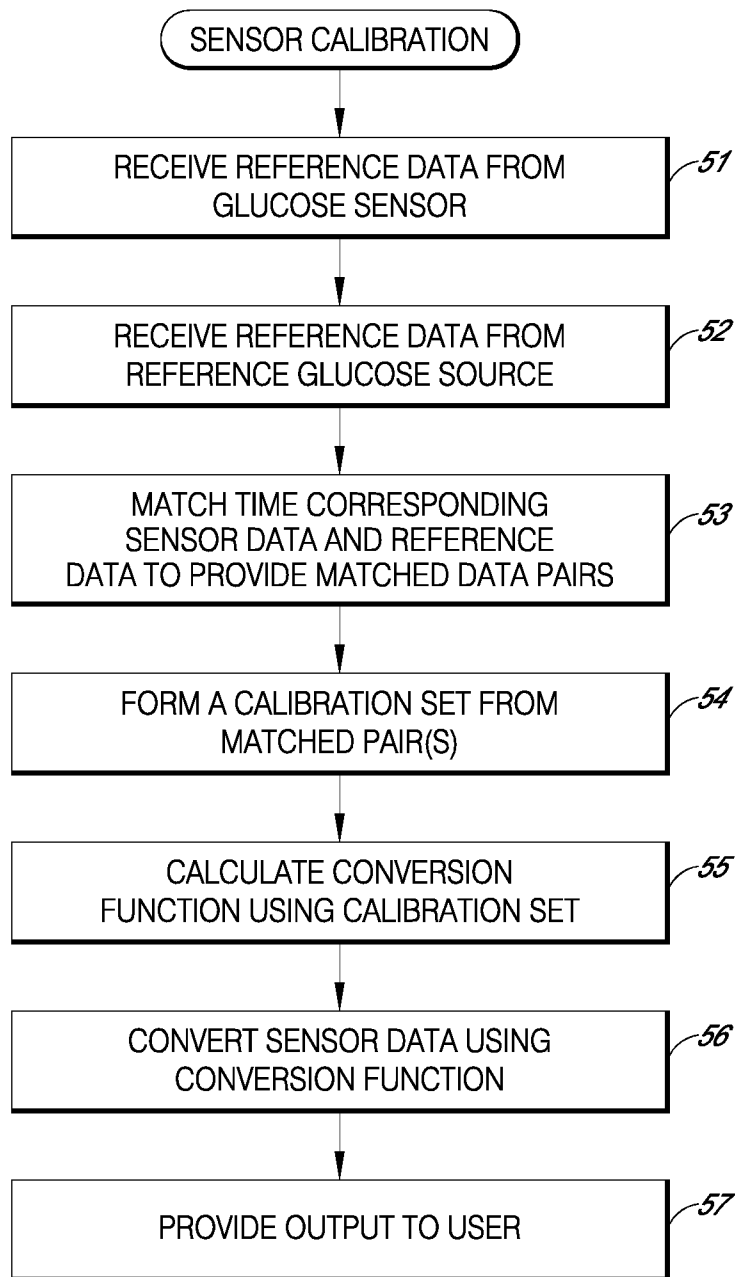 SENSOR CALIBRATION
RECEIVE REFERENCE DATA FROM
GLUCOSE SENSOR
51
RECEIVE REFERENCE DATA FROM
REFERENCE GLUCOSE SOURCE
52
MATCH TIME CORRESPONDING
SENSOR DATA AND REFERENCE
DATA TO PROVIDE MATCHED DATA PAIRS
53
FORM A CALIBRATION SET FROM
MATCHED PAIR(S)
54
CALCULATE CONVERSION
FUNCTION USING CALIBRATION SET
55
CONVERT SENSOR DATA USING
CONVERSION FUNCTION
56
PROVIDE OUTPUT TO USER
57